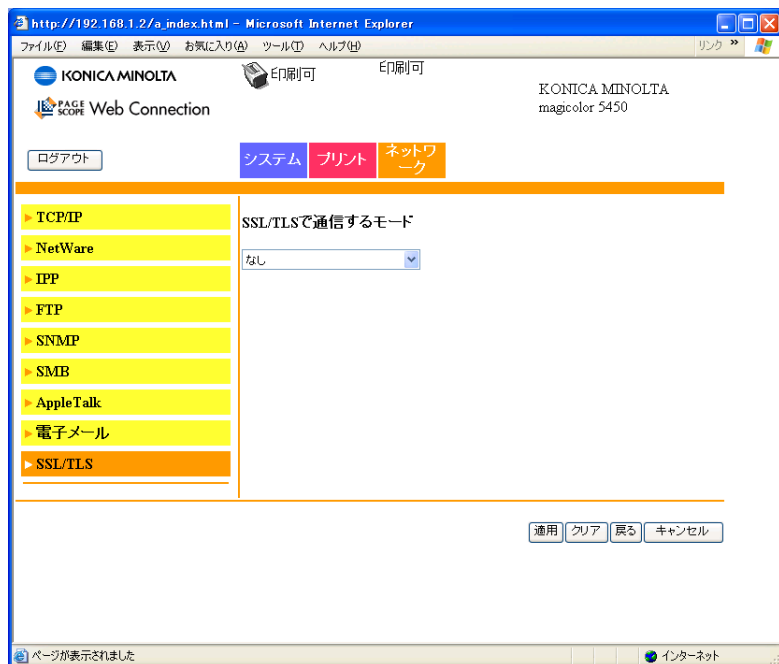 http://192.168.1.2/a_index.html - Microsoft Internet Explorer
ファイル(F) 編集(E) 表示(V) お気に入り(A) ツール(T) ヘルプ(H) リンク »
KONICA MINOLTA
印刷可
印刷可
KONICA MINOLTA
magicolor 5450
PAGE SCOPE Web Connection
ログアウト
システム
プリント
ネットワ
ーク
TCP/IP
NetWare
IPP
FTP
SNMP
SMB
AppleTalk
電子メール
SSL/TLS
SSL/TLSで通信するモード
なし
適用 クリア 戻る キャンセル
ページが表示されました
インターネット